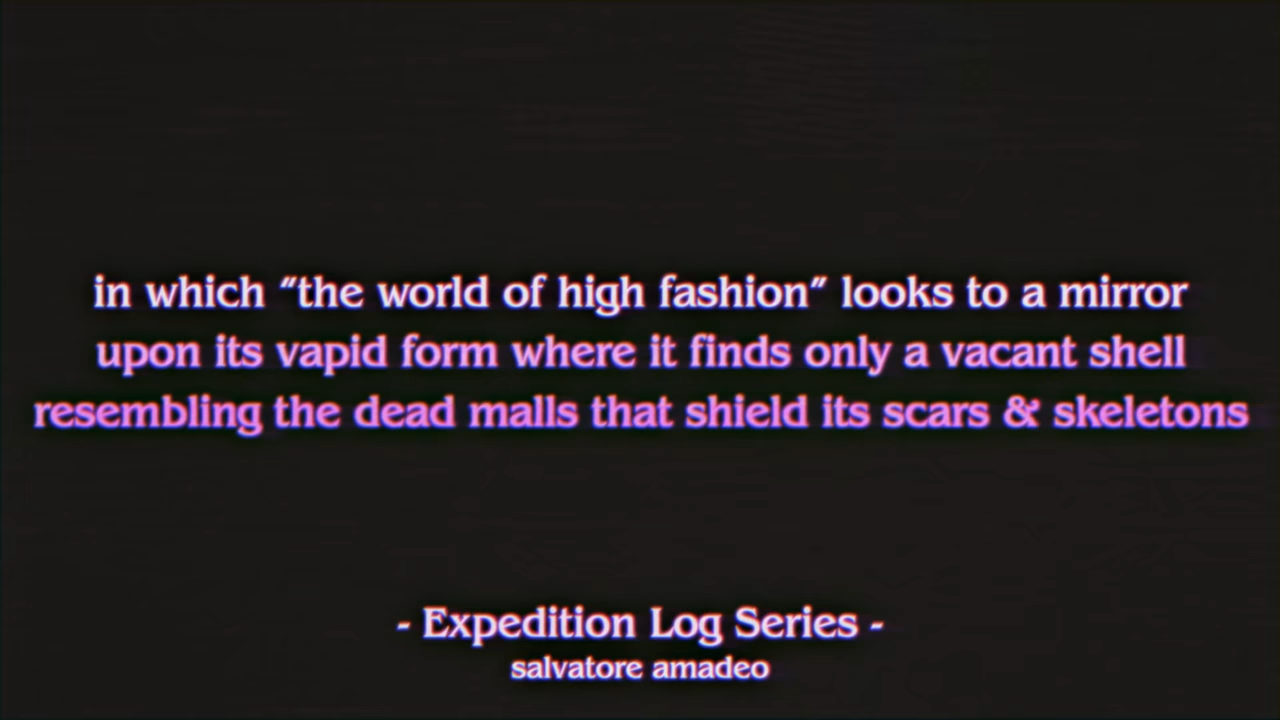 in which “the world of high fashion” looks to a mirror
upon its vapid form where it finds only a vacant shell
resembling the dead malls that shield its scars & skeletons
- Expedition Log Series -
salvatore amadeo